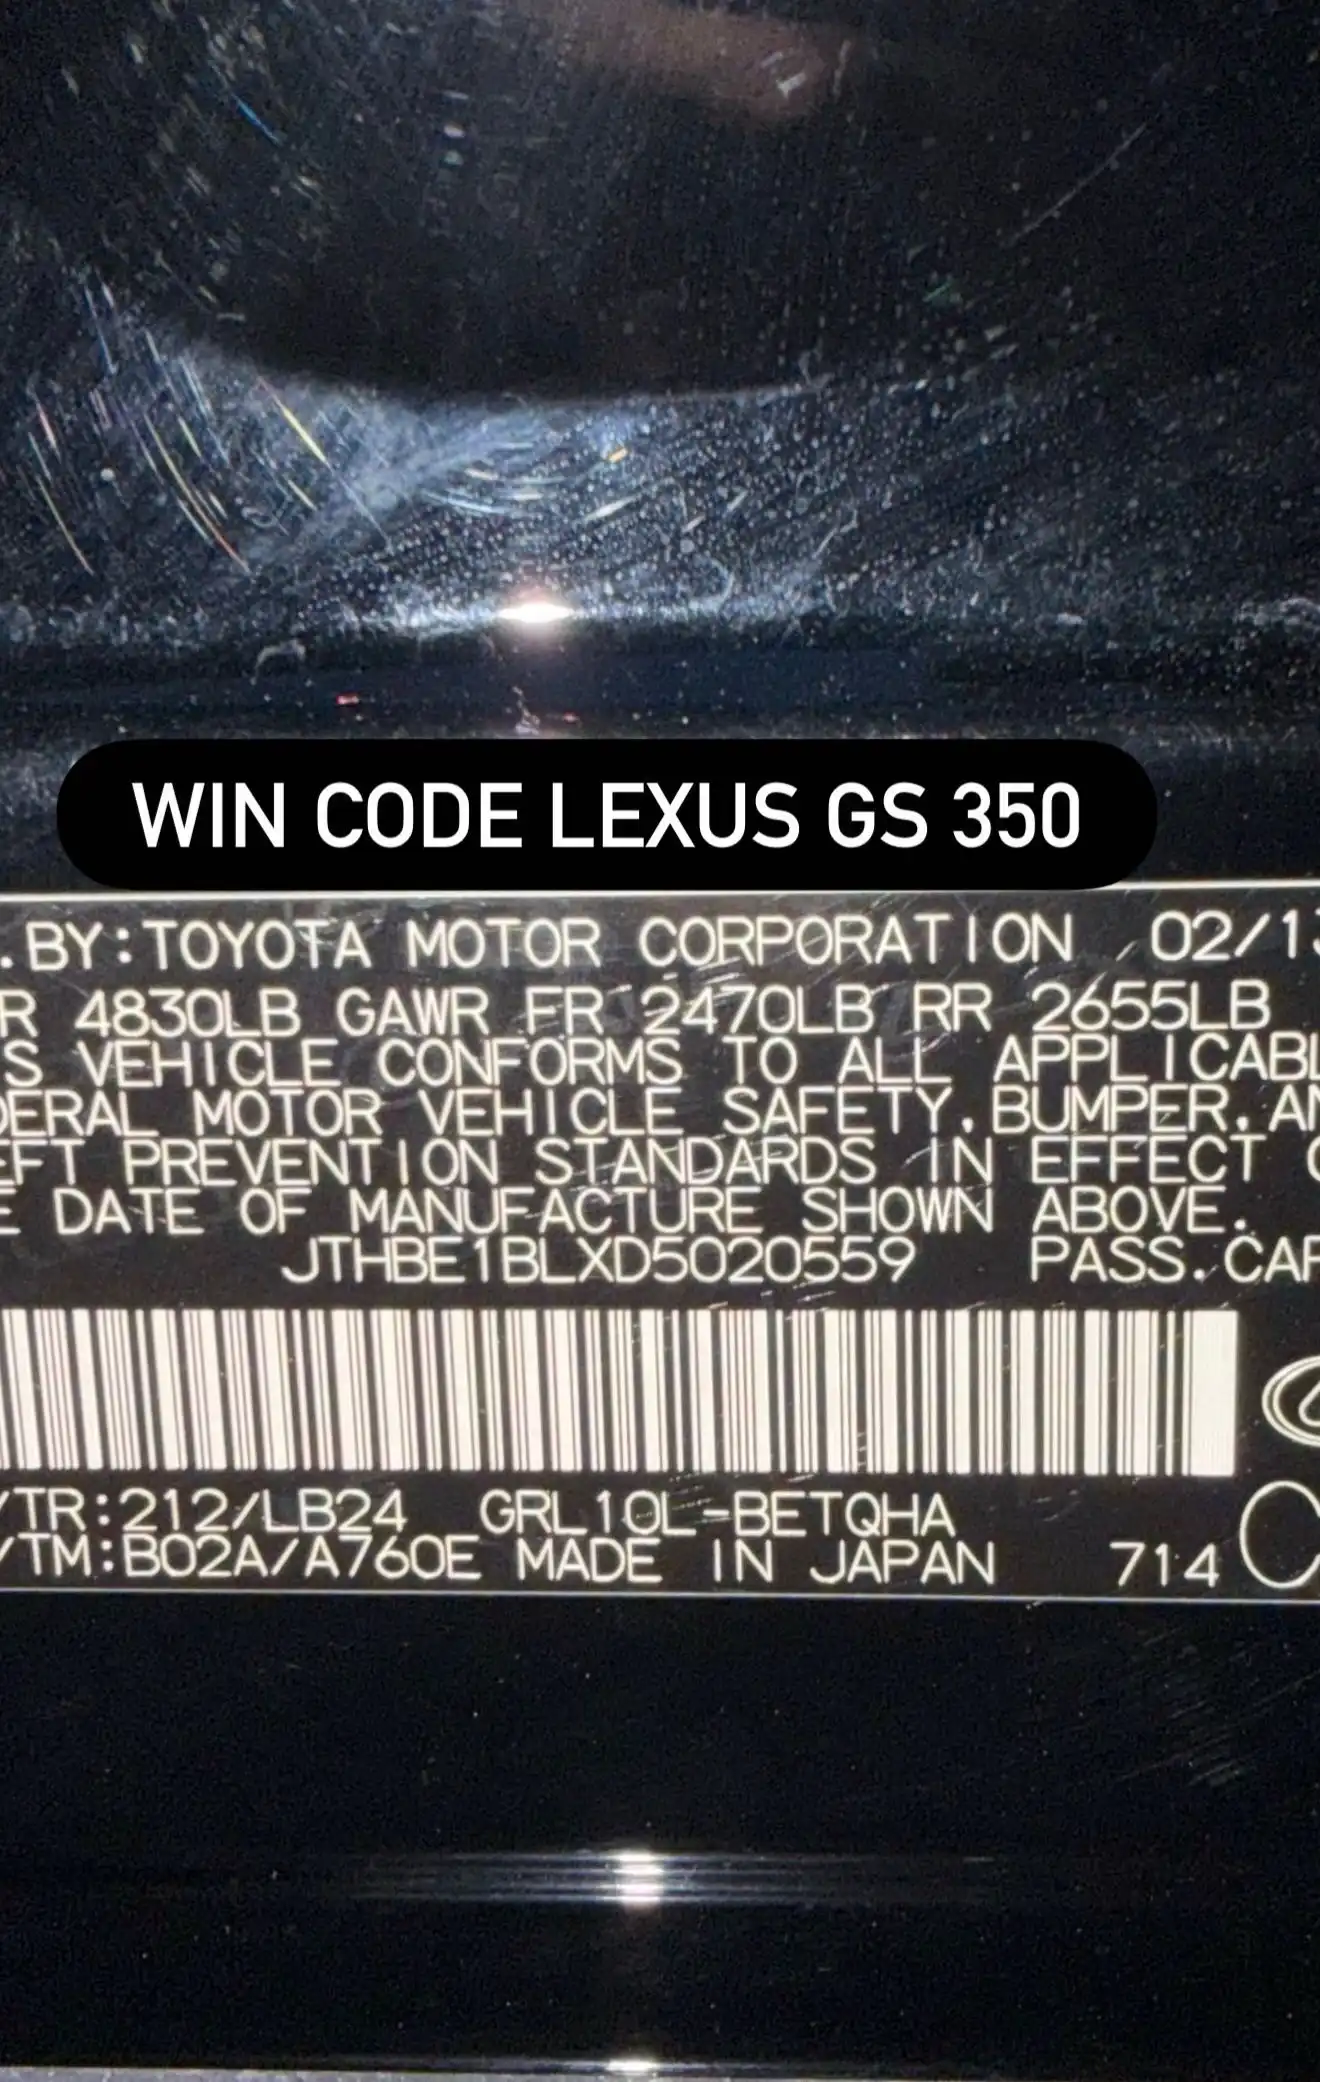 WIN CODE LEXUS GS 350
.BY:TOYOTA MOTOR CORPORATION 02/13
R 4830LB GAWR FR 2470LB RR 2655LB
S VEHICLE CONFORMS TO ALL APPLICABL
DERAL MOTOR VEHICLE SAFETY.BUMPER.AN
EFT PREVENTION STANDARDS IN EFFECT O
E DATE OF MANUFACTURE SHOWN ABOVE.
JTHBE1BLXD5020559 PASS.CAR
/TR:212/LB24 GRL10L-BETQHA
/TM:B02A/A760E MADE IN JAPAN 714 C